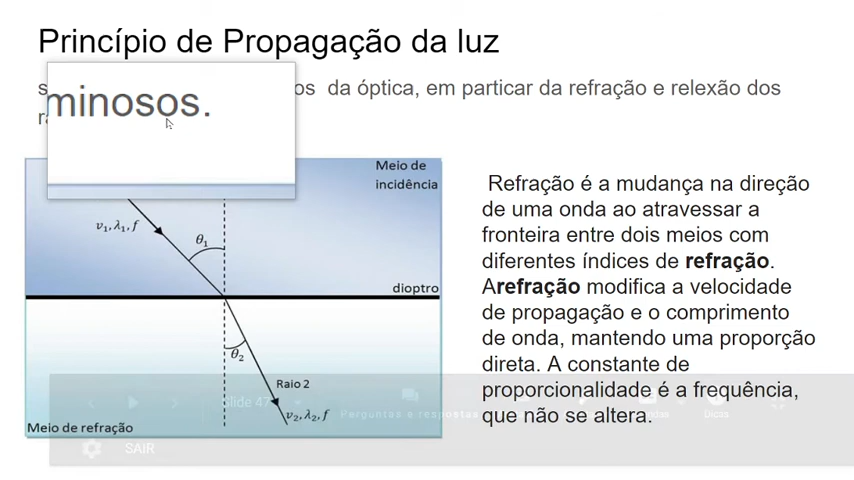 Princípio de Propagação da luz
da óptica, em particar da refração e relexão dos
minosos.
Meio de
incidência
v₁, λ₁, f
θ₁
dioptro
θ₂
Raio 2
v₂, λ₂, f
Meio de refração
Refração é a mudança na direção
de uma onda ao atravessar a
fronteira entre dois meios com
diferentes índices de refração.
Arefração modifica a velocidade
de propagação e o comprimento
de onda, mantendo uma proporção
direta. A constante de
proporcionalidade é a frequência,
que não se altera.
Slide
Perguntas e respostas
SAIR